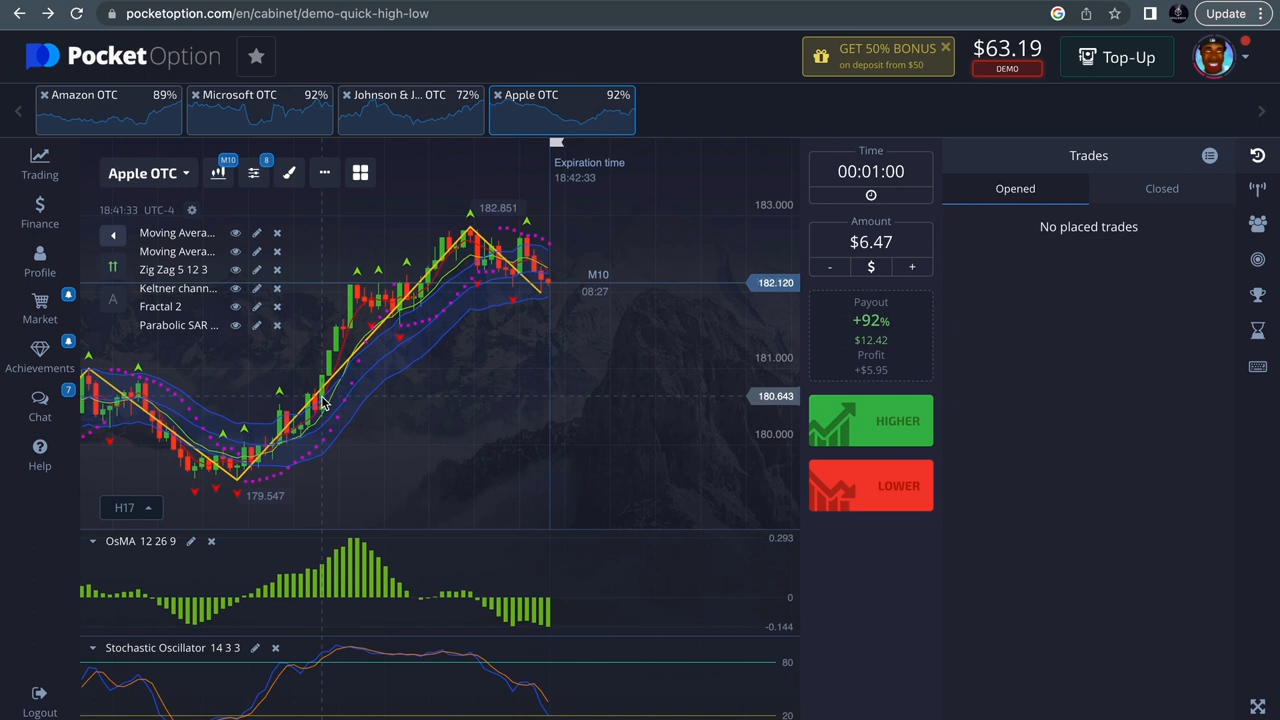 pocketoption.com/en/cabinet/demo-quick-high-low
Update
PocketOption
GET 50% BONUS
on deposit from $50
$63.19
DEMO
Top-Up
Amazon OTC 89%
Microsoft OTC 92%
Johnson & J... OTC 72%
Apple OTC 92%
Trading
Finance
Profile
Market
Achievements
7
Chat
Help
Logout
Apple OTC
M10
8
18:41:33 UTC-4
Expiration time
18:42:33
Moving Avera...
Moving Avera...
Zig Zag 5 12 3
Keltner chann...
A
Fractal 2
Parabolic SAR ...
182.851
M10
08:27
179.547
H17
183.000
182.120
181.000
180.643
180.000
OsMA 12 26 9
0.293
0
-0.144
Stochastic Oscillator 14 3 3
80
20
Time
00:01:00
Amount
$6.47
- $ +
Payout
+92%
$12.42
Profit
+$5.95
HIGHER
LOWER
Trades
Opened
Closed
No placed trades